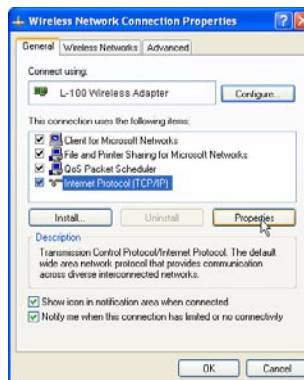 Wireless Network Connection Properties
General
Wireless Networks
Advanced
Connect using:
L-100 Wireless Adapter
Configure...
This connection uses the following items:
Client for Microsoft Networks
File and Printer Sharing for Microsoft Networks
QoS Packet Scheduler
Internet Protocol (TCP/IP)
Install...
Uninstall
Properties
Description
Transmission Control Protocol/Internet Protocol. The default
wide area network protocol that provides communication
across diverse interconnected networks.
Show icon in notification area when connected
Notify me when this connection has limited or no connectivity
OK
Cancel